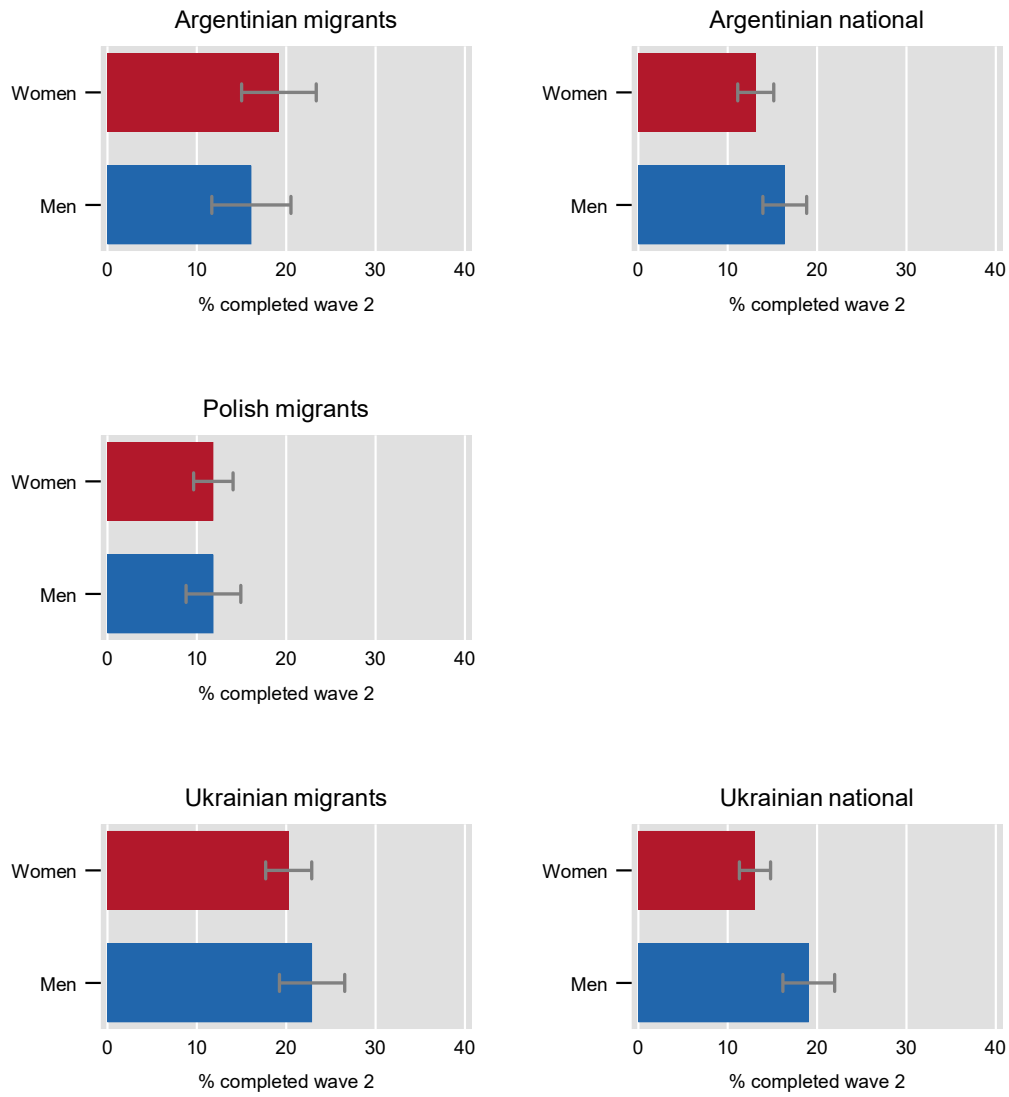 Argentinian migrants
Women
Men
0 10 20 30 40
% completed wave 2
Argentinian national
Women
Men
0 10 20 30 40
% completed wave 2
Polish migrants
Women
Men
0 10 20 30 40
% completed wave 2
Ukrainian migrants
Women
Men
0 10 20 30 40
% completed wave 2
Ukrainian national
Women
Men
0 10 20 30 40
% completed wave 2